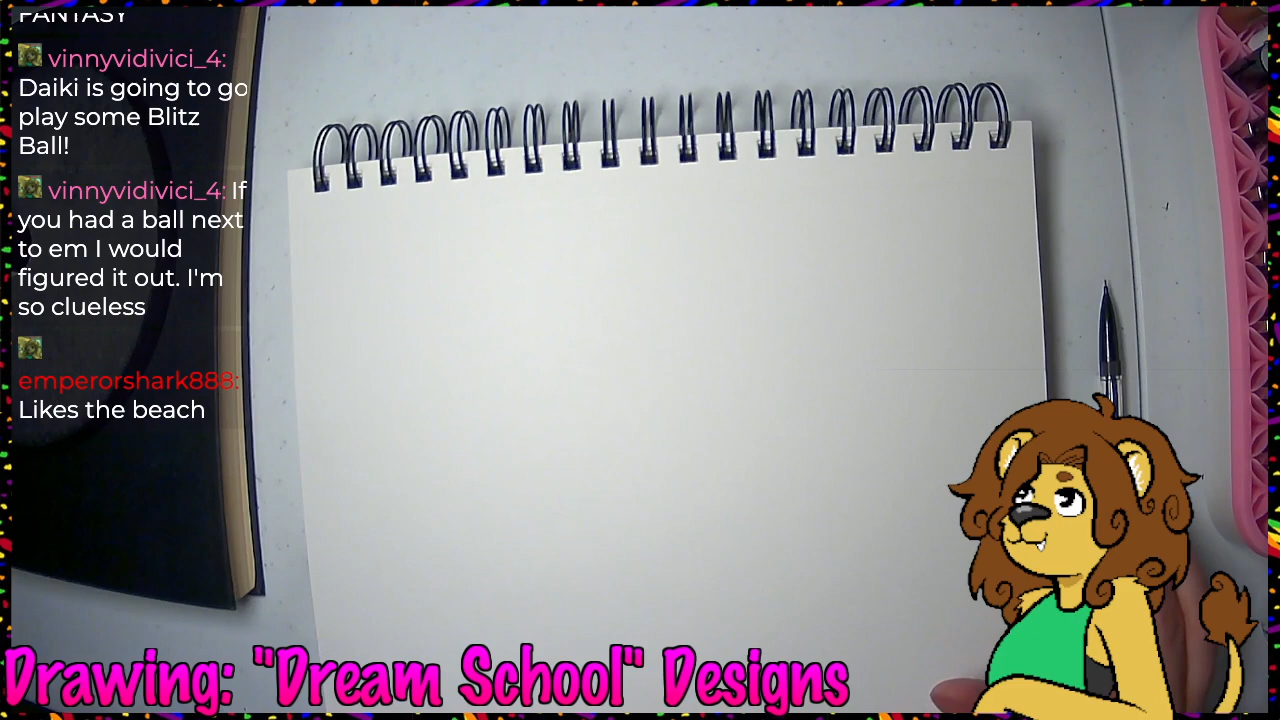 FANTASY
vinnyvidivici_4:
Daiki is going to go
play some Blitz
Ball!
vinnyvidivici_4: If
you had a ball next
to em I would
figured it out. I'm
so clueless
emperorshark888:
Likes the beach
Drawing: "Dream School" Designs